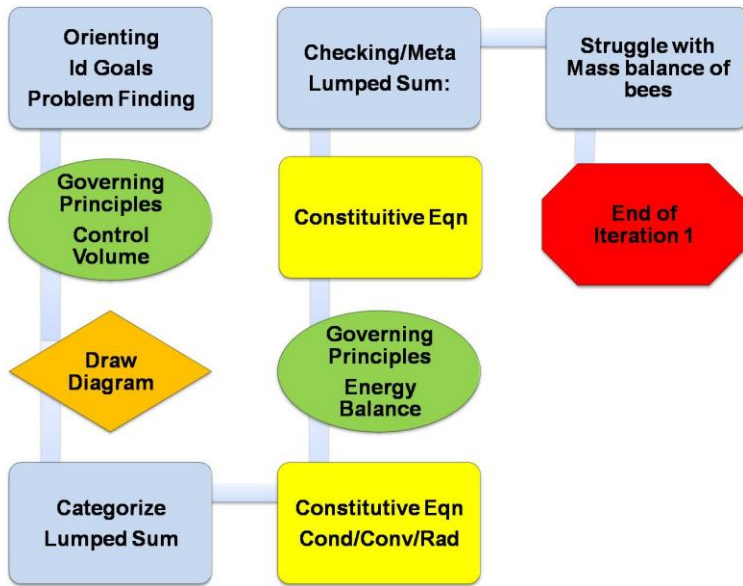 Orienting
Id Goals
Problem Finding
Governing
Principles
Control
Volume
Draw
Diagram
Categorize
Lumped Sum
Constitutive Eqn
Cond/Conv/Rad
Governing
Principles
Energy
Balance
Constituitive Eqn
Checking/Meta
Lumped Sum:
Struggle with
Mass balance of
bees
End of
Iteration 1